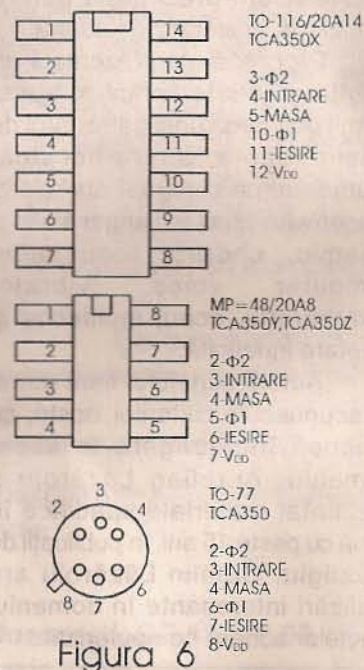 1 14
2 13
3 12
4 11
5 10
6 9
7 8
TO-116/20A14
TCA350X
3-Φ2
4-INTRARE
5-MASA
10-Φ1
11-IESIRE
12-VDD
1 8
2 7
3 6
4 5
MP=48/20A8
TCA350Y,TCA350Z
2-Φ2
3-INTRARE
4-MASA
5-Φ1
6-IESIRE
7-VDD
3
2 4
8 6
7
TO-77
TCA350
2-Φ2
3-INTRARE
4-MASA
6-Φ1
7-IESIRE
8-VDD
Figura 6